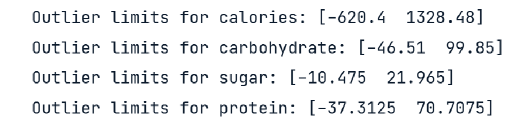 Outlier limits for calories: [-620.4  1328.48]
Outlier limits for carbohydrate: [-46.51  99.85]
Outlier limits for sugar: [-10.475  21.965]
Outlier limits for protein: [-37.3125  70.7075]